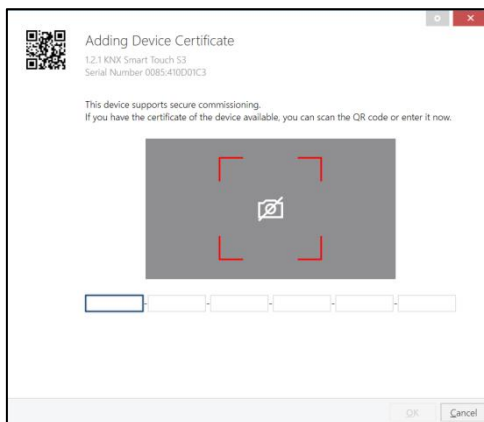 Adding Device Certificate
1.2.1 KNX Smart Touch S3
Serial Number 0085:410D01C3
This device supports secure commissioning.
If you have the certificate of the device available, you can scan the QR code or enter it now.
- - - - -
OK Cancel